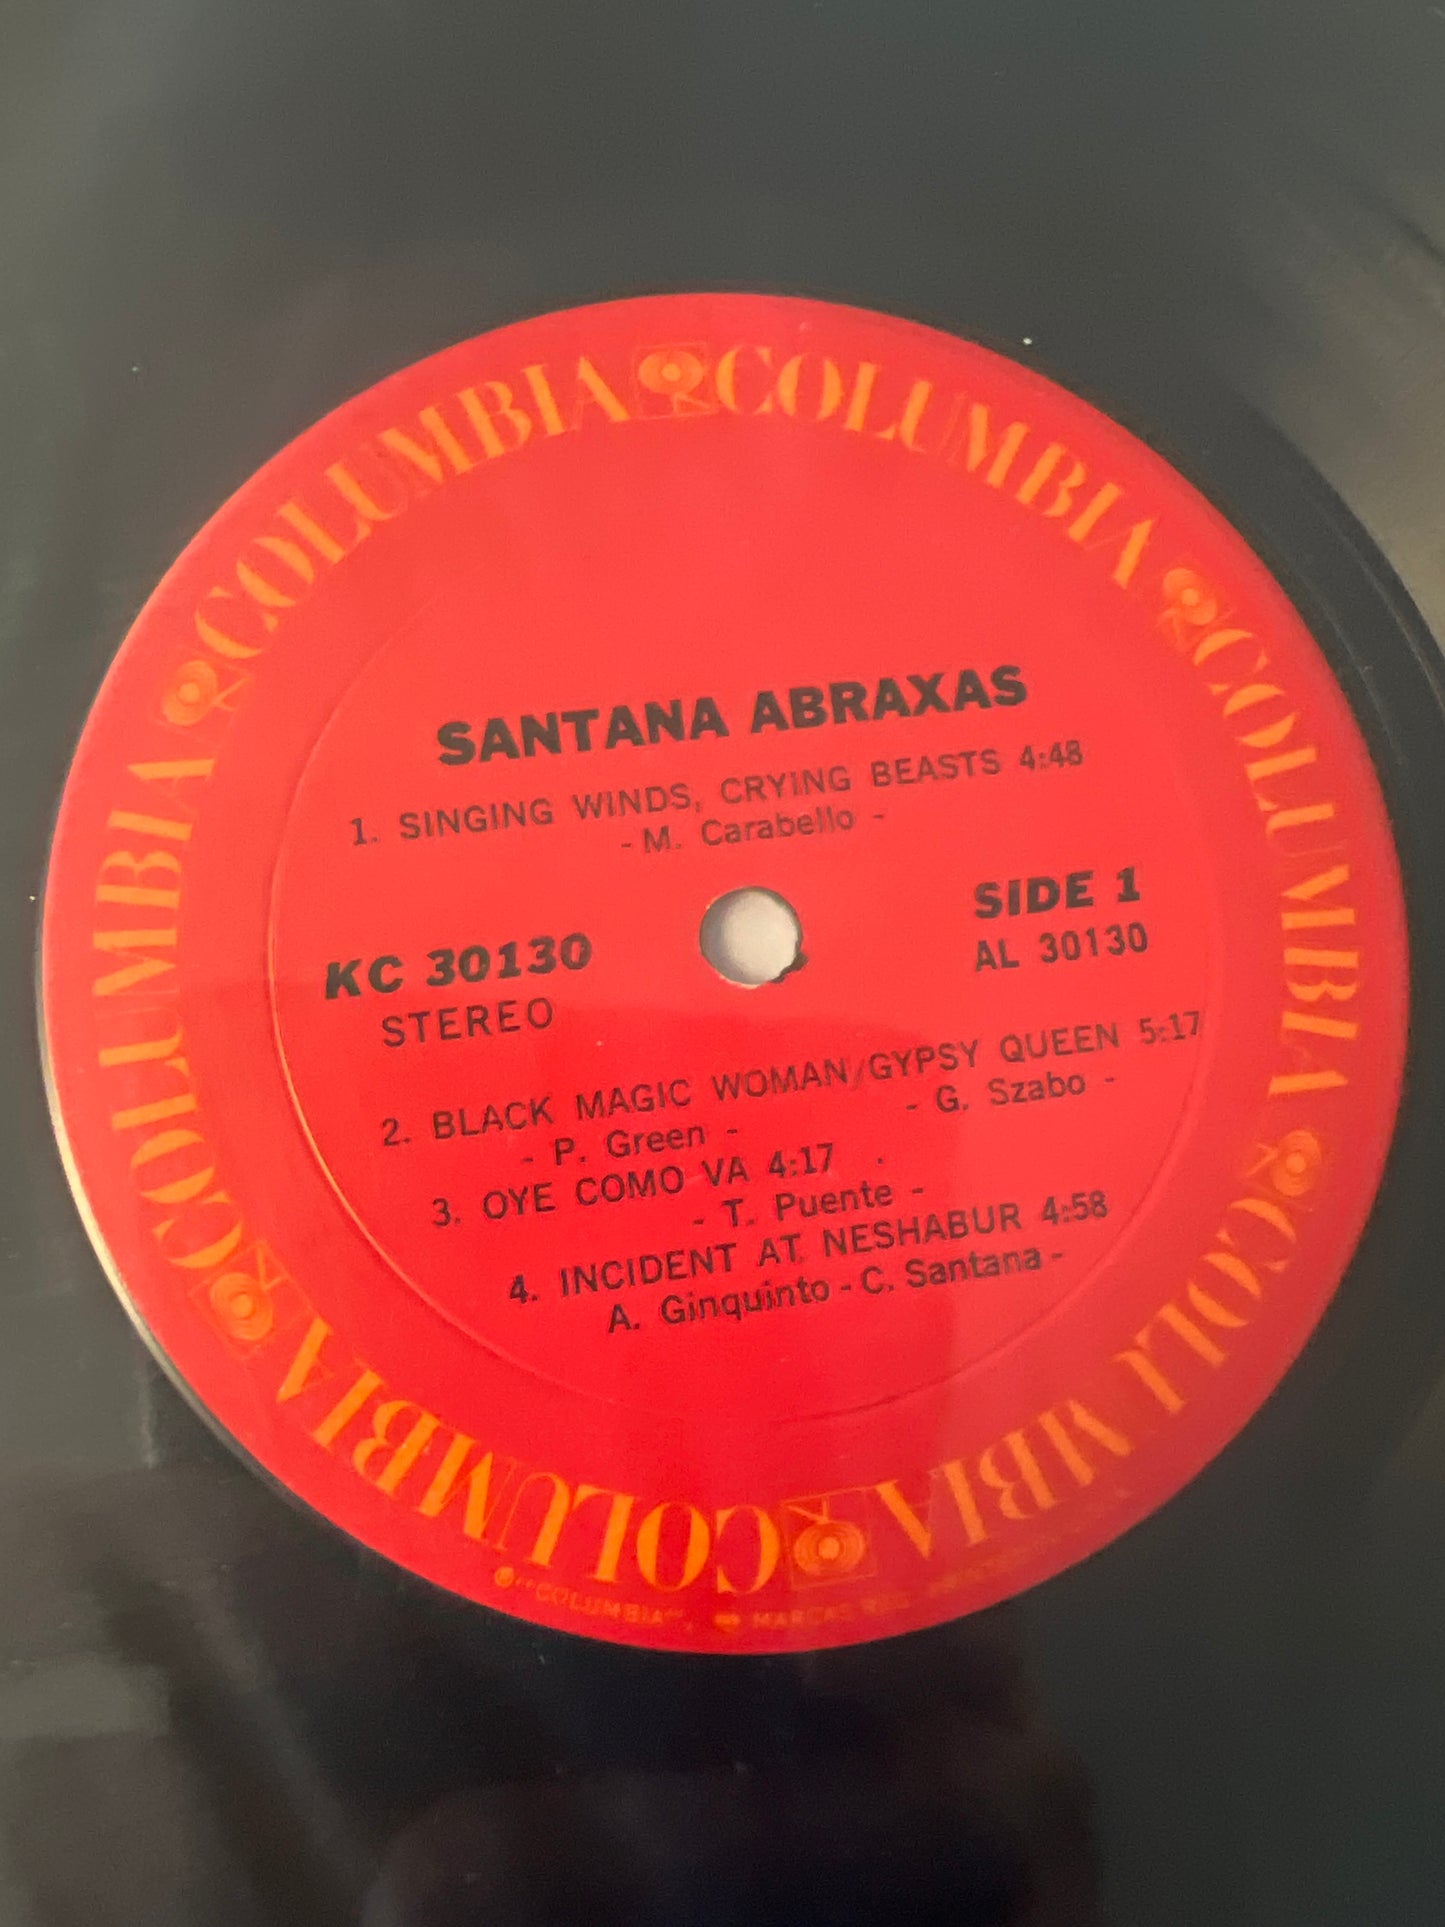 COLUMBIA COLUMBIA COLUMBIA COLUMBIA COLUMBIA COLUMBIA
SANTANA ABRAXAS
1. SINGING WINDS, CRYING BEASTS 4:48
- M. Carabello -
SIDE 1
KC 30130
AL 30130
STEREO
2. BLACK MAGIC WOMAN/GYPSY QUEEN 5:17
- P. Green -
- G. Szabo -
3. OYE COMO VA 4:17
- T. Puente -
4. INCIDENT AT NESHABUR 4:58
A. Ginquinto - C. Santana -
"COLUMBIA", MARCAS REG.